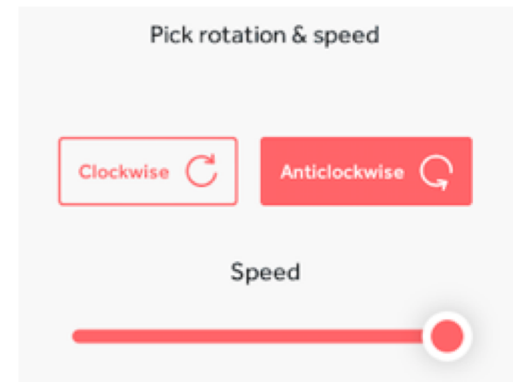 Pick rotation & speed
Clockwise
Anticlockwise
Speed